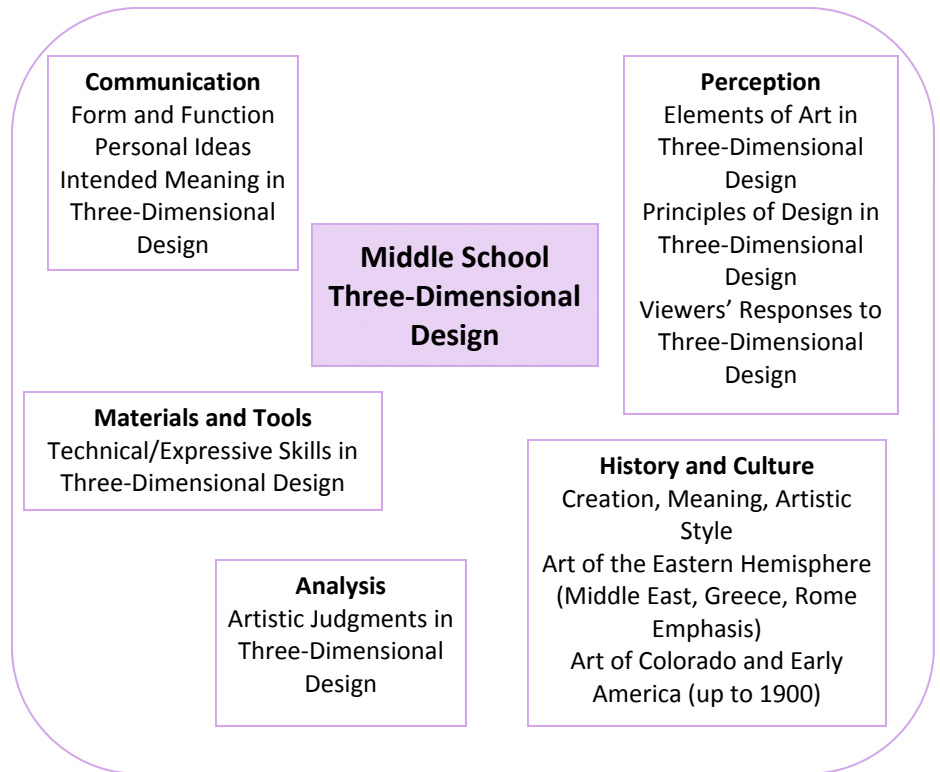 Communication
Form and Function
Personal Ideas
Intended Meaning in
Three-Dimensional
Design
Perception
Elements of Art in
Three-Dimensional
Design
Principles of Design in
Three-Dimensional
Design
Viewers’ Responses to
Three-Dimensional
Design
Middle School
Three-Dimensional
Design
Materials and Tools
Technical/Expressive Skills in
Three-Dimensional Design
History and Culture
Creation, Meaning, Artistic
Style
Art of the Eastern Hemisphere
(Middle East, Greece, Rome
Emphasis)
Art of Colorado and Early
America (up to 1900)
Analysis
Artistic Judgments in
Three-Dimensional
Design